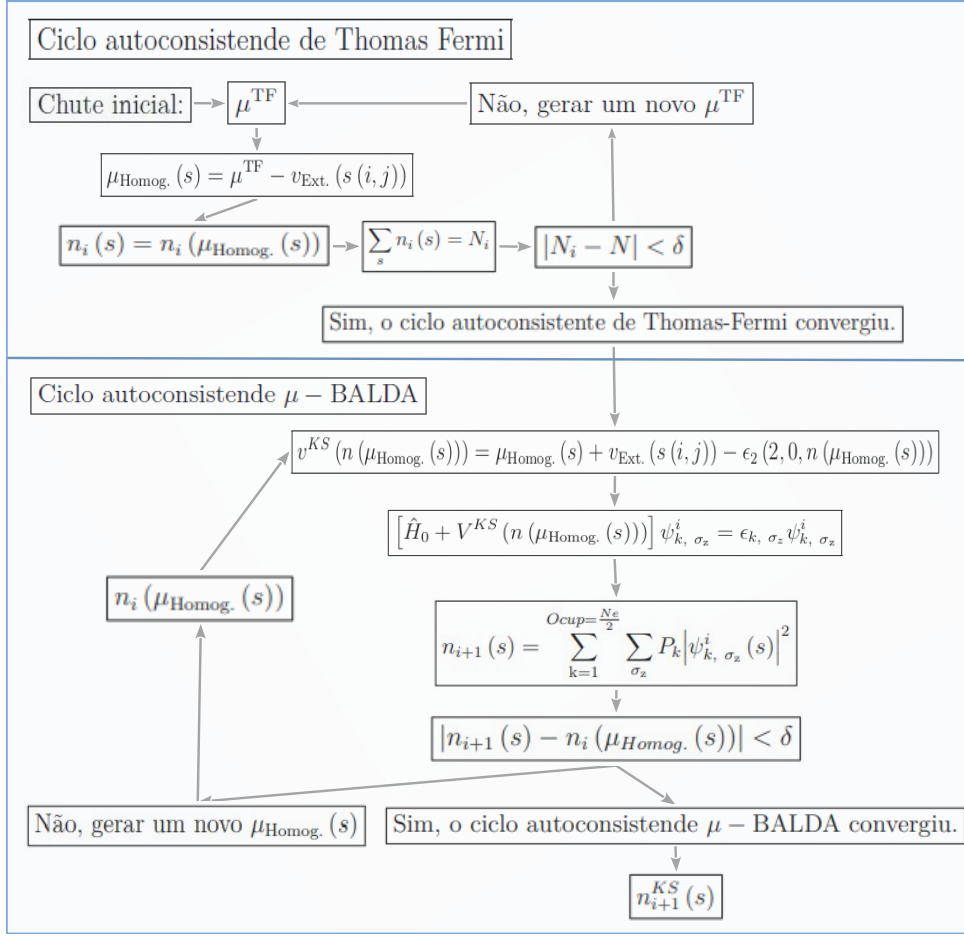 Ciclo autoconsistende de Thomas Fermi
Chute inicial:
μ^TF
Não, gerar um novo μ^TF
μ_Homog. (s) = μ^TF − v_Ext. (s (i, j))
n_i (s) = n_i (μ_Homog. (s))
∑_s n_i (s) = N_i
|N_i − N| < δ
Sim, o ciclo autoconsistente de Thomas-Fermi convergiu.
Ciclo autoconsistende μ − BALDA
v^KS (n (μ_Homog. (s))) = μ_Homog. (s) + v_Ext. (s (i, j)) − ϵ_2 (2, 0, n (μ_Homog. (s)))
[Ĥ_0 + V^KS (n (μ_Homog. (s)))] ψ^i_{k, σ_z} = ϵ_{k, σ_z} ψ^i_{k, σ_z}
n_i (μ_Homog. (s))
n_{i+1} (s) = ∑_{k=1}^{Ocup=Ne/2} ∑_{σ_z} P_k |ψ^i_{k, σ_z} (s)|^2
|n_{i+1} (s) − n_i (μ_Homog. (s))| < δ
Não, gerar um novo μ_Homog. (s)
Sim, o ciclo autoconsistende μ − BALDA convergiu.
n^KS_{i+1} (s)